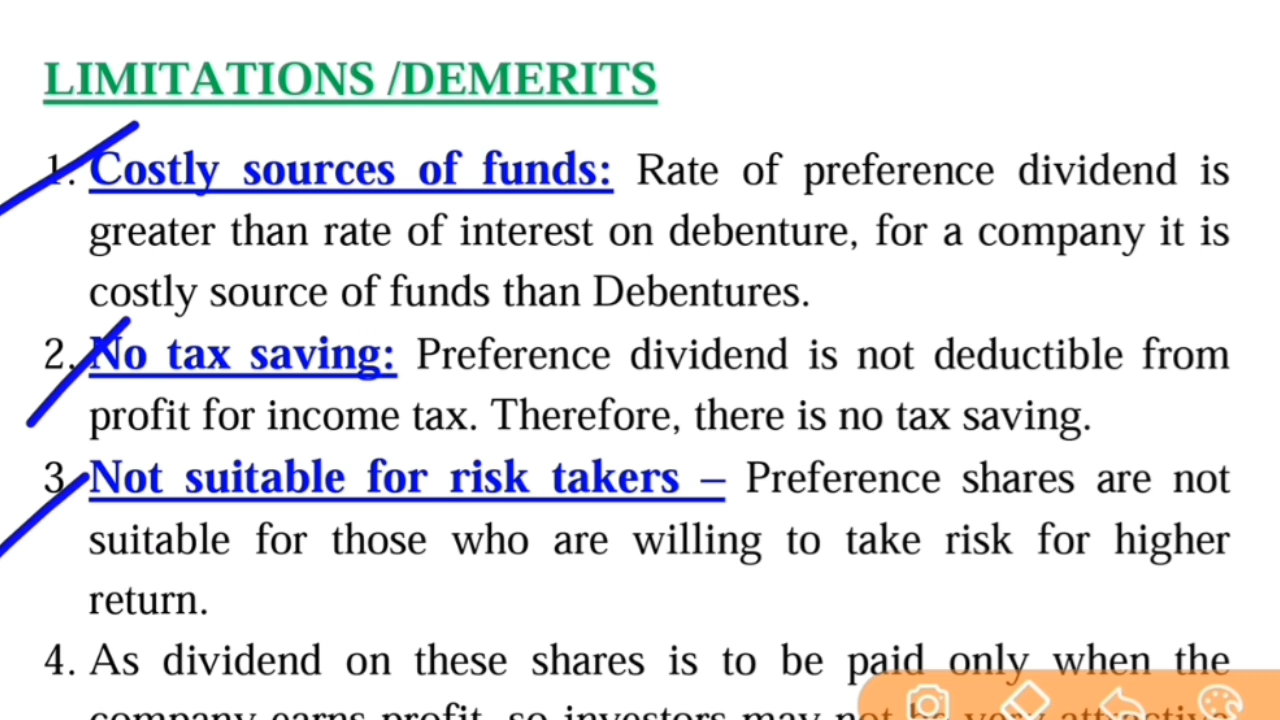 LIMITATIONS /DEMERITS
1. Costly sources of funds: Rate of preference dividend is
greater than rate of interest on debenture, for a company it is
costly source of funds than Debentures.
2. No tax saving: Preference dividend is not deductible from
profit for income tax. Therefore, there is no tax saving.
3. Not suitable for risk takers – Preference shares are not
suitable for those who are willing to take risk for higher
return.
4. As dividend on these shares is to be paid only when the
company earns profit, so investors may not be very